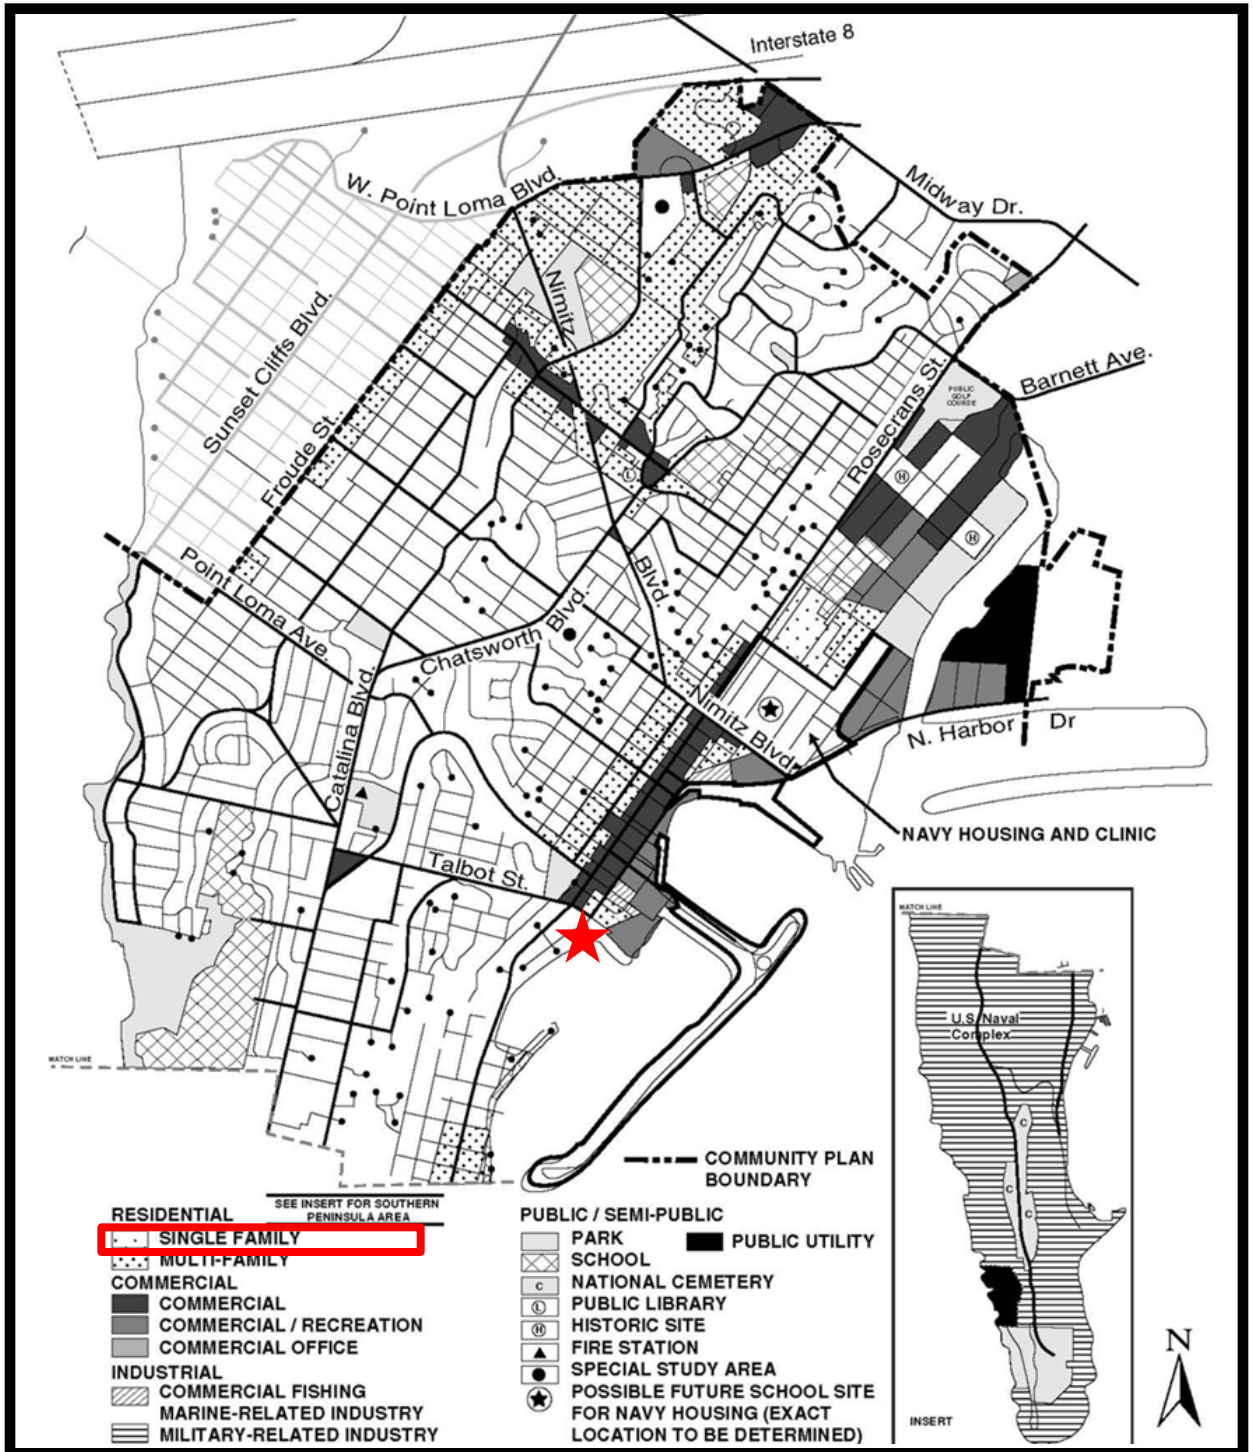 Interstate 8
W. Point Loma Blvd.
Midway Dr.
Nimitz
Sunset Cliffs Blvd.
Barnett Ave.
PUBLIC
GOLF
COURSE
Rosecrans St.
Froude St.
L
H
H
Point Loma Ave.
Blvd.
Chatsworth Blvd.
Catalina Blvd.
Nimitz Blvd.
N. Harbor Dr
NAVY HOUSING AND CLINIC
Talbot St.
MATCH LINE
U.S. Naval
Complex
C
C
C
INSERT
MATCH LINE
COMMUNITY PLAN
BOUNDARY
SEE INSERT FOR SOUTHERN
PENINSULA AREA
RESIDENTIAL
SINGLE FAMILY
MULTI-FAMILY
COMMERCIAL
COMMERCIAL
COMMERCIAL / RECREATION
COMMERCIAL OFFICE
INDUSTRIAL
COMMERCIAL FISHING
MARINE-RELATED INDUSTRY
MILITARY-RELATED INDUSTRY
PUBLIC / SEMI-PUBLIC
PARK
PUBLIC UTILITY
SCHOOL
C NATIONAL CEMETERY
L PUBLIC LIBRARY
H HISTORIC SITE
FIRE STATION
SPECIAL STUDY AREA
POSSIBLE FUTURE SCHOOL SITE
FOR NAVY HOUSING (EXACT
LOCATION TO BE DETERMINED)
N